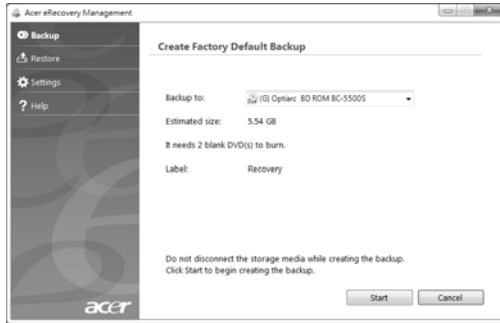 Acer eRecovery Management
Backup
Restore
Settings
Help
Create Factory Default Backup
Backup to: (G) Optiarc BD ROM BC-5500S
Estimated size: 5.54 GB
It needs 2 blank DVD(s) to burn.
Label: Recovery
Do not disconnect the storage media while creating the backup.
Click Start to begin creating the backup.
Start Cancel
acer